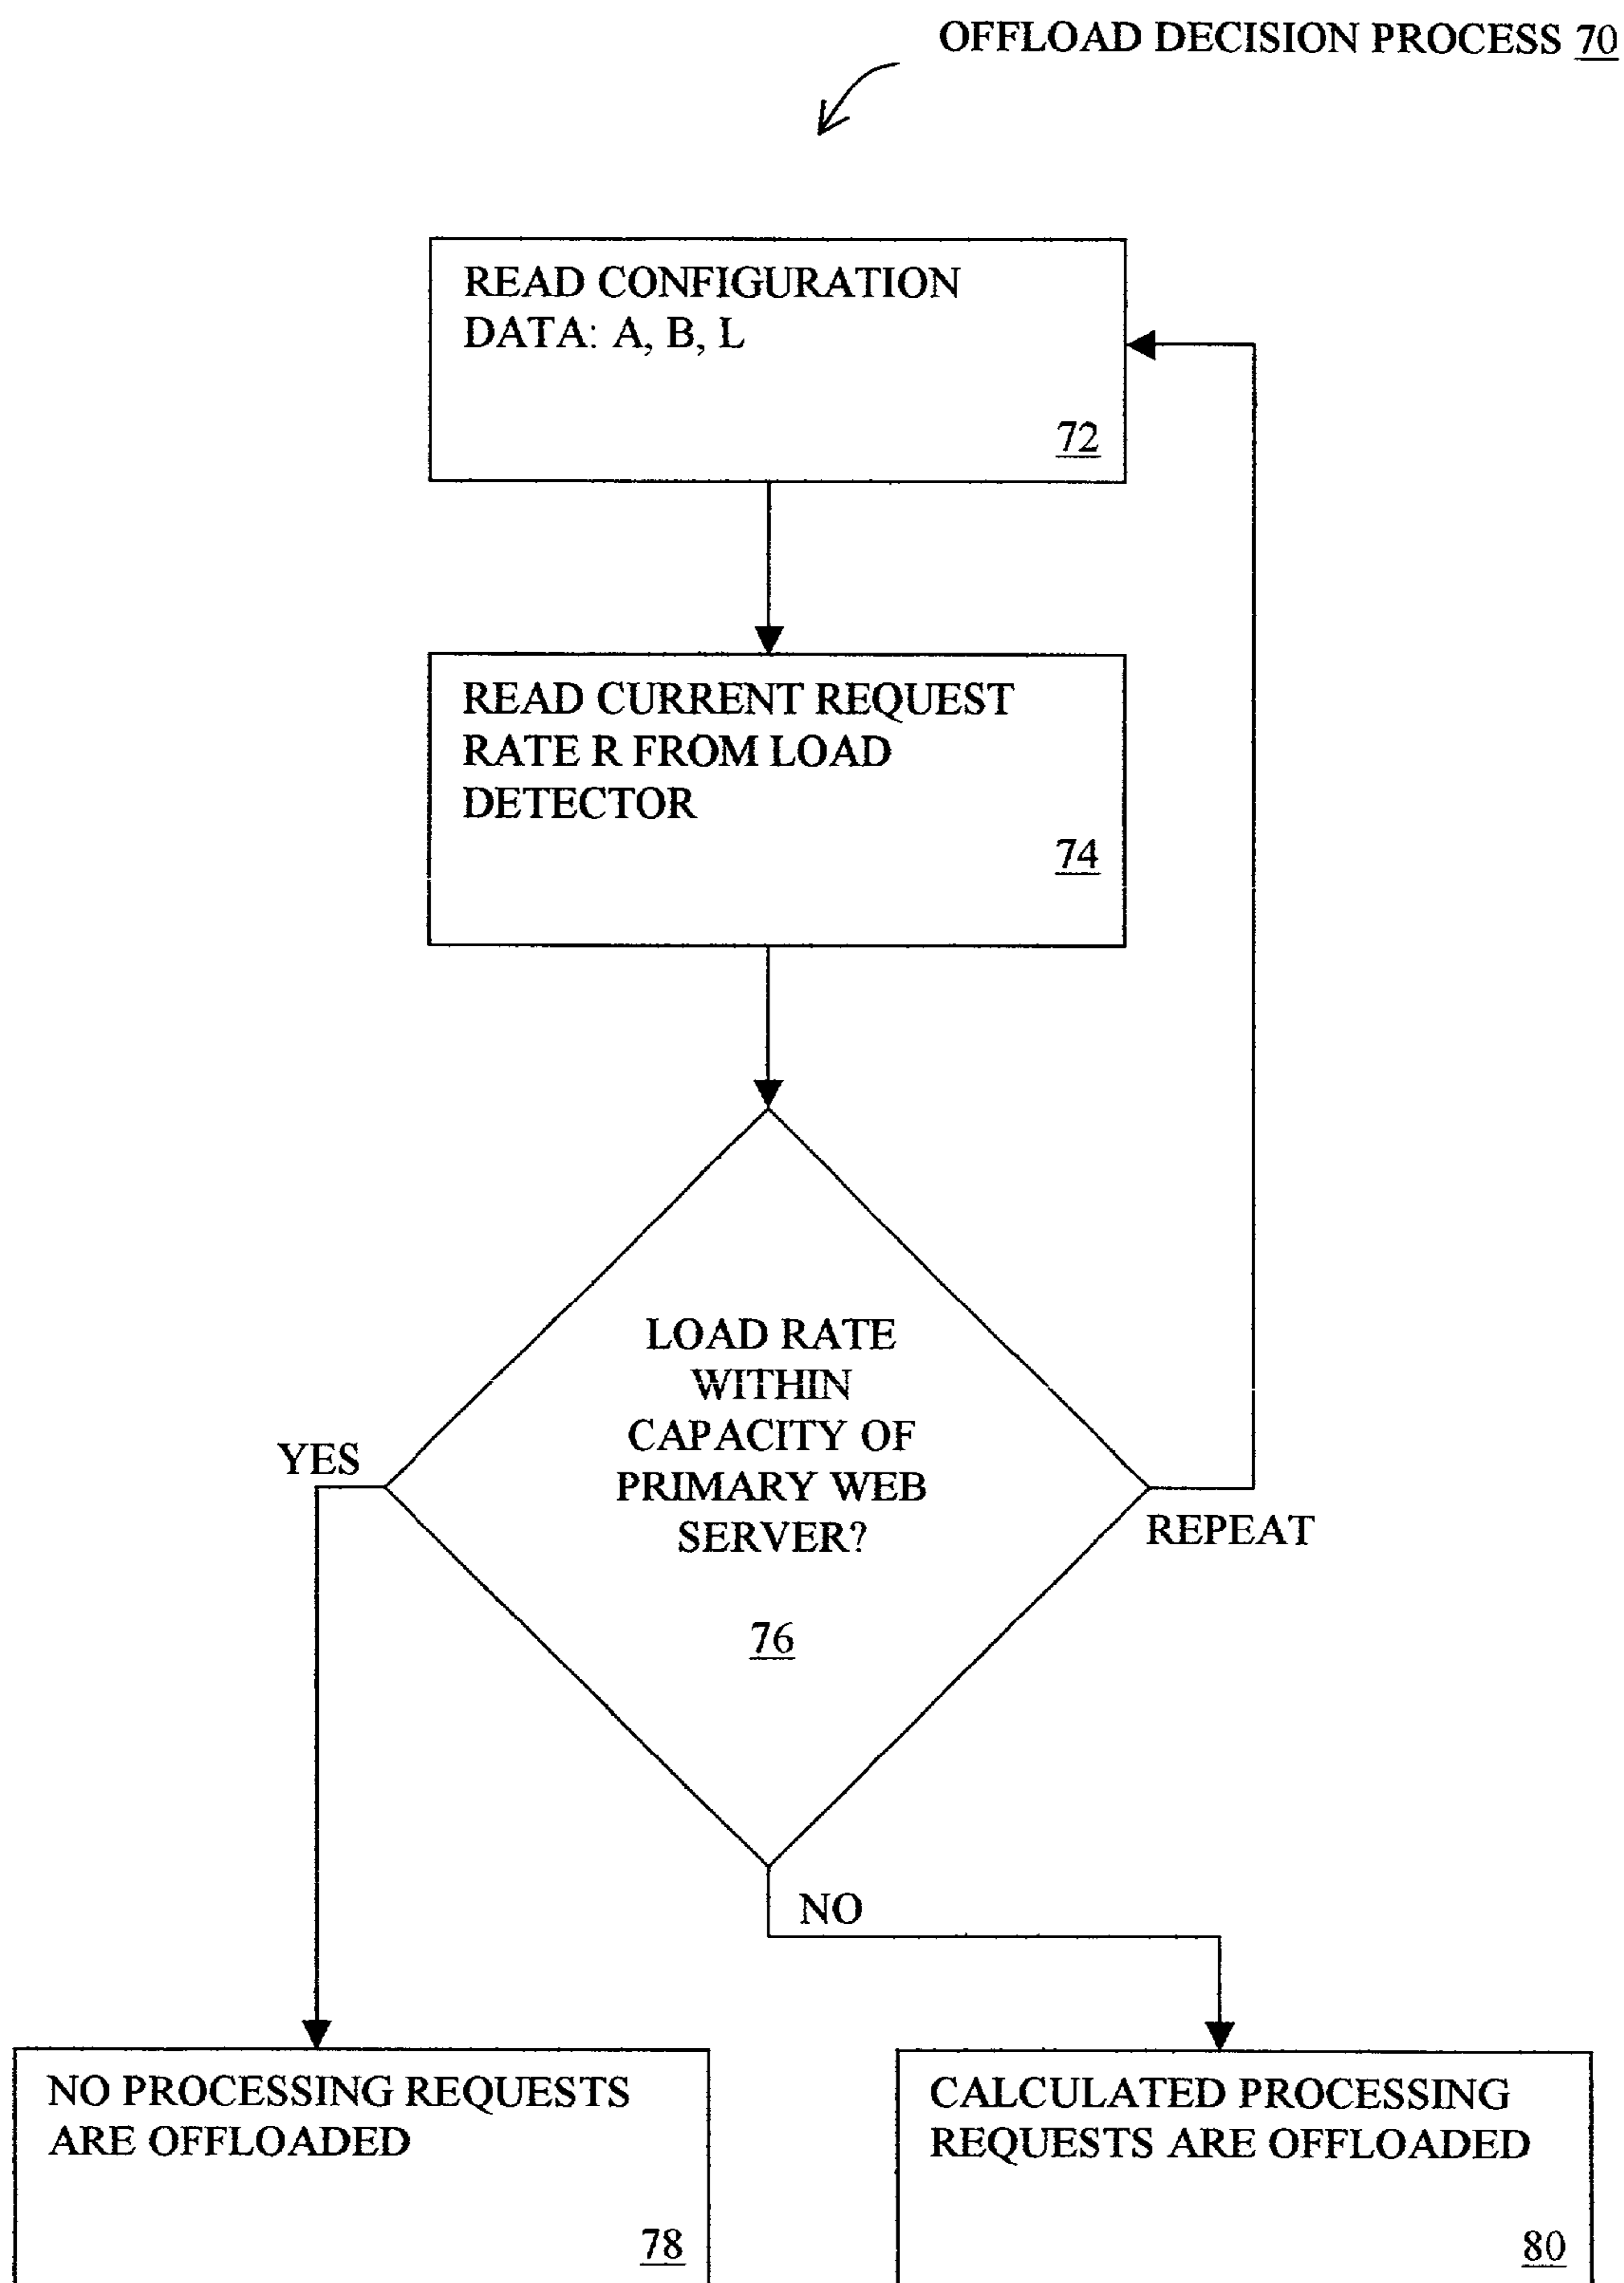 OFFLOAD DECISION PROCESS 70
READ CONFIGURATION
DATA: A, B, L
72
READ CURRENT REQUEST
RATE R FROM LOAD
DETECTOR
74
LOAD RATE
WITHIN
CAPACITY OF
PRIMARY WEB
SERVER?
76
YES
REPEAT
NO
NO PROCESSING REQUESTS
ARE OFFLOADED
78
CALCULATED PROCESSING
REQUESTS ARE OFFLOADED
80